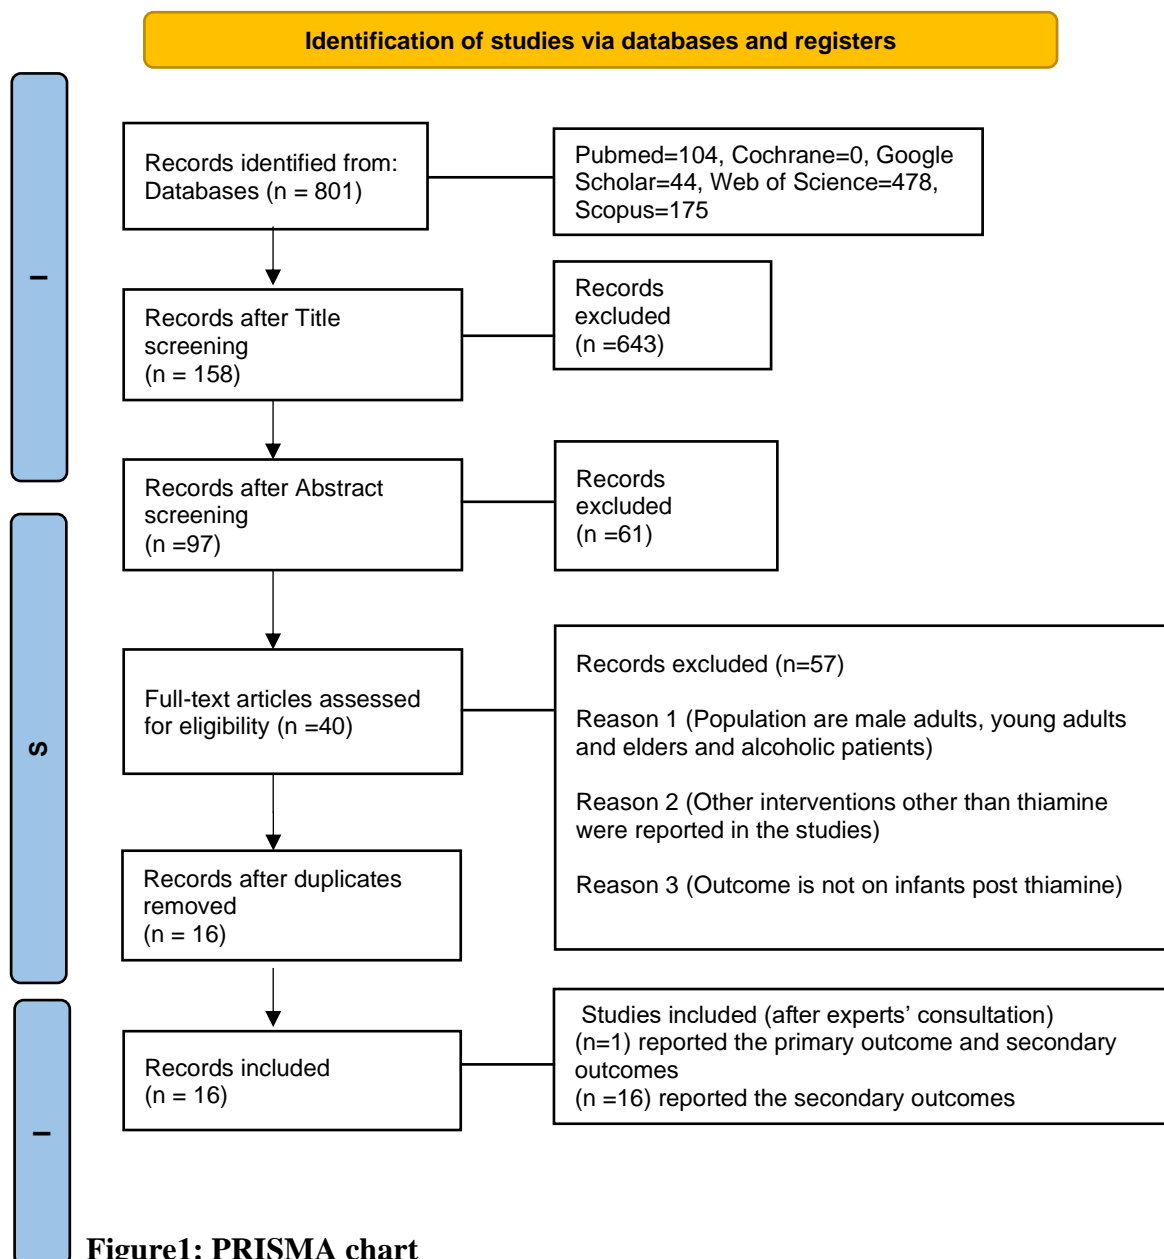 Identification of studies via databases and registers
I
Records identified from:
Databases (n = 801)
Pubmed=104, Cochrane=0, Google
Scholar=44, Web of Science=478,
Scopus=175
Records after Title
screening
(n = 158)
Records
excluded
(n =643)
Records after Abstract
screening
(n =97)
Records
excluded
(n =61)
S
Full-text articles assessed
for eligibility (n =40)
Records excluded (n=57)
Reason 1 (Population are male adults, young adults
and elders and alcoholic patients)
Reason 2 (Other interventions other than thiamine
were reported in the studies)
Reason 3 (Outcome is not on infants post thiamine)
Records after duplicates
removed
(n = 16)
I
Records included
(n = 16)
Studies included (after experts’ consultation)
(n=1) reported the primary outcome and secondary
outcomes
(n =16) reported the secondary outcomes
Figure1: PRISMA chart